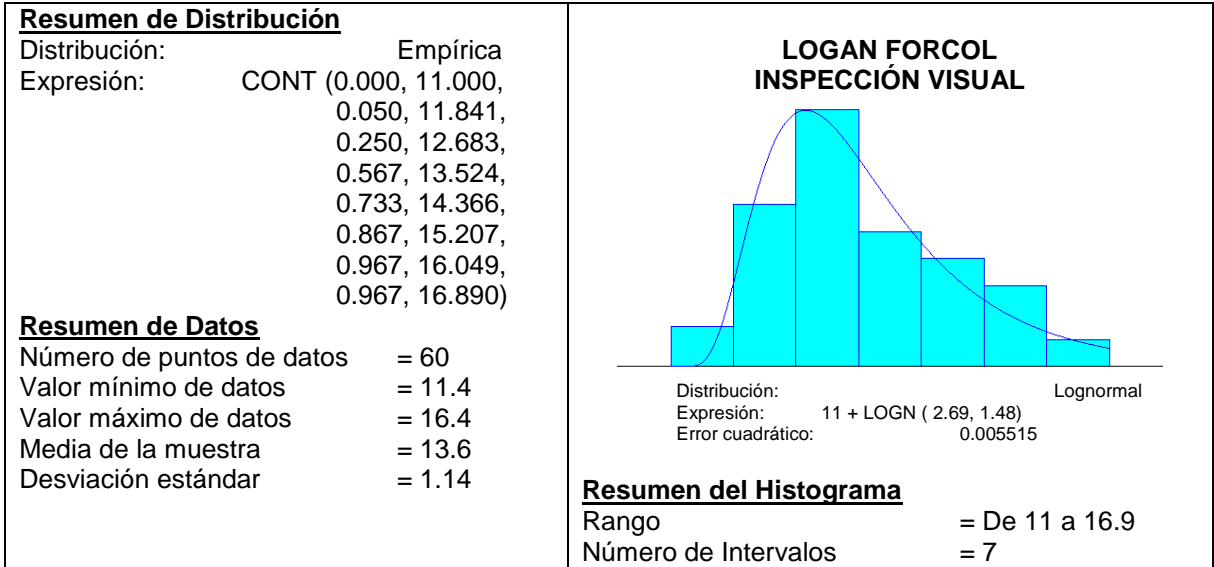 Resumen de Distribución
Distribución: Empírica
Expresión: CONT (0.000, 11.000,
0.050, 11.841,
0.250, 12.683,
0.567, 13.524,
0.733, 14.366,
0.867, 15.207,
0.967, 16.049,
0.967, 16.890)
Resumen de Datos
Número de puntos de datos = 60
Valor mínimo de datos = 11.4
Valor máximo de datos = 16.4
Media de la muestra = 13.6
Desviación estándar = 1.14
LOGAN FORCOL
INSPECCIÓN VISUAL
Distribución: Lognormal
Expresión: 11 + LOGN ( 2.69, 1.48)
Error cuadrático: 0.005515
Resumen del Histograma
Rango = De 11 a 16.9
Número de Intervalos = 7